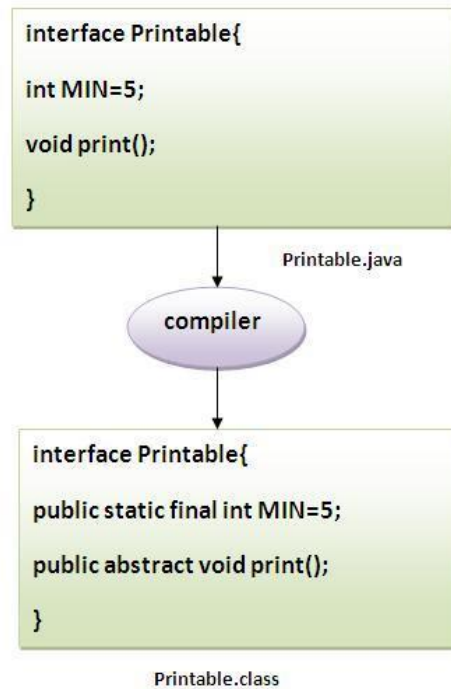 interface Printable{
int MIN=5;
void print();
}
Printable.java
compiler
interface Printable{
public static final int MIN=5;
public abstract void print();
}
Printable.class